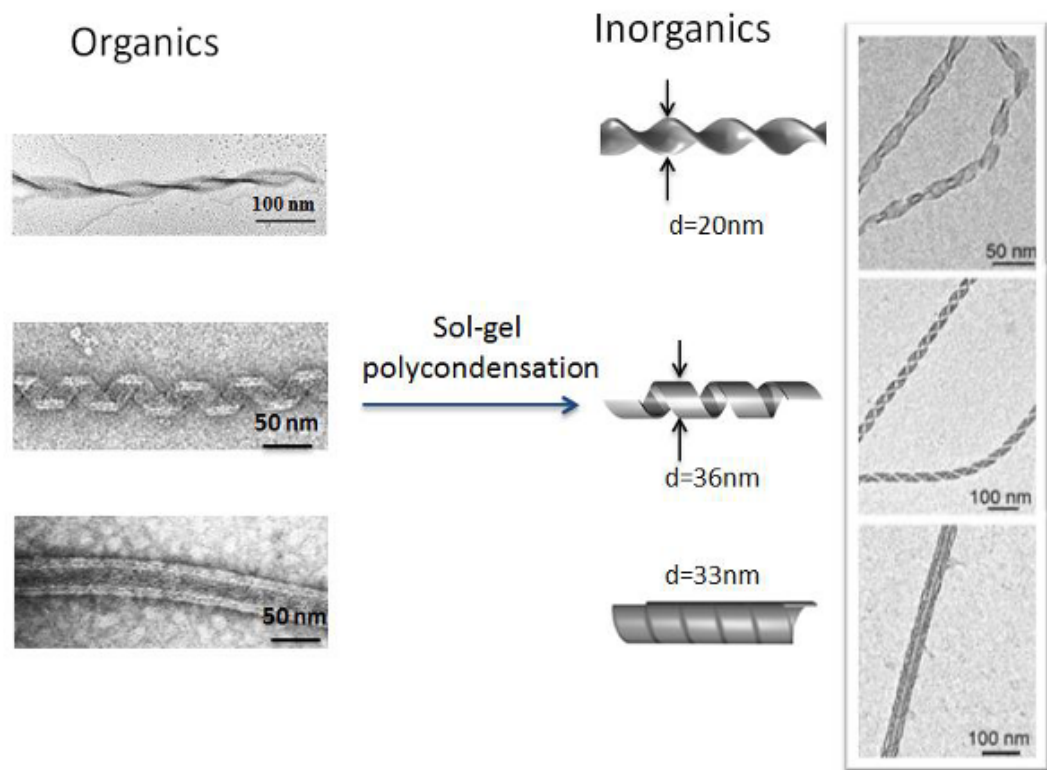 Organics
Inorganics
100 nm
d=20nm
50 nm
50 nm
Sol-gel
polycondensation
d=36nm
100 nm
50 nm
d=33nm
100 nm